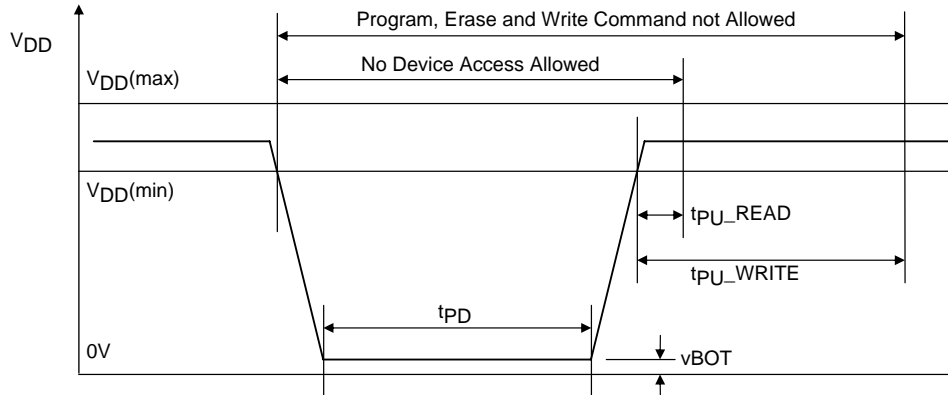 Program, Erase and Write Command not Allowed
VDD
No Device Access Allowed
VDD(max)
VDD(min)
tPU_READ
tPU_WRITE
tPD
0V
vBOT